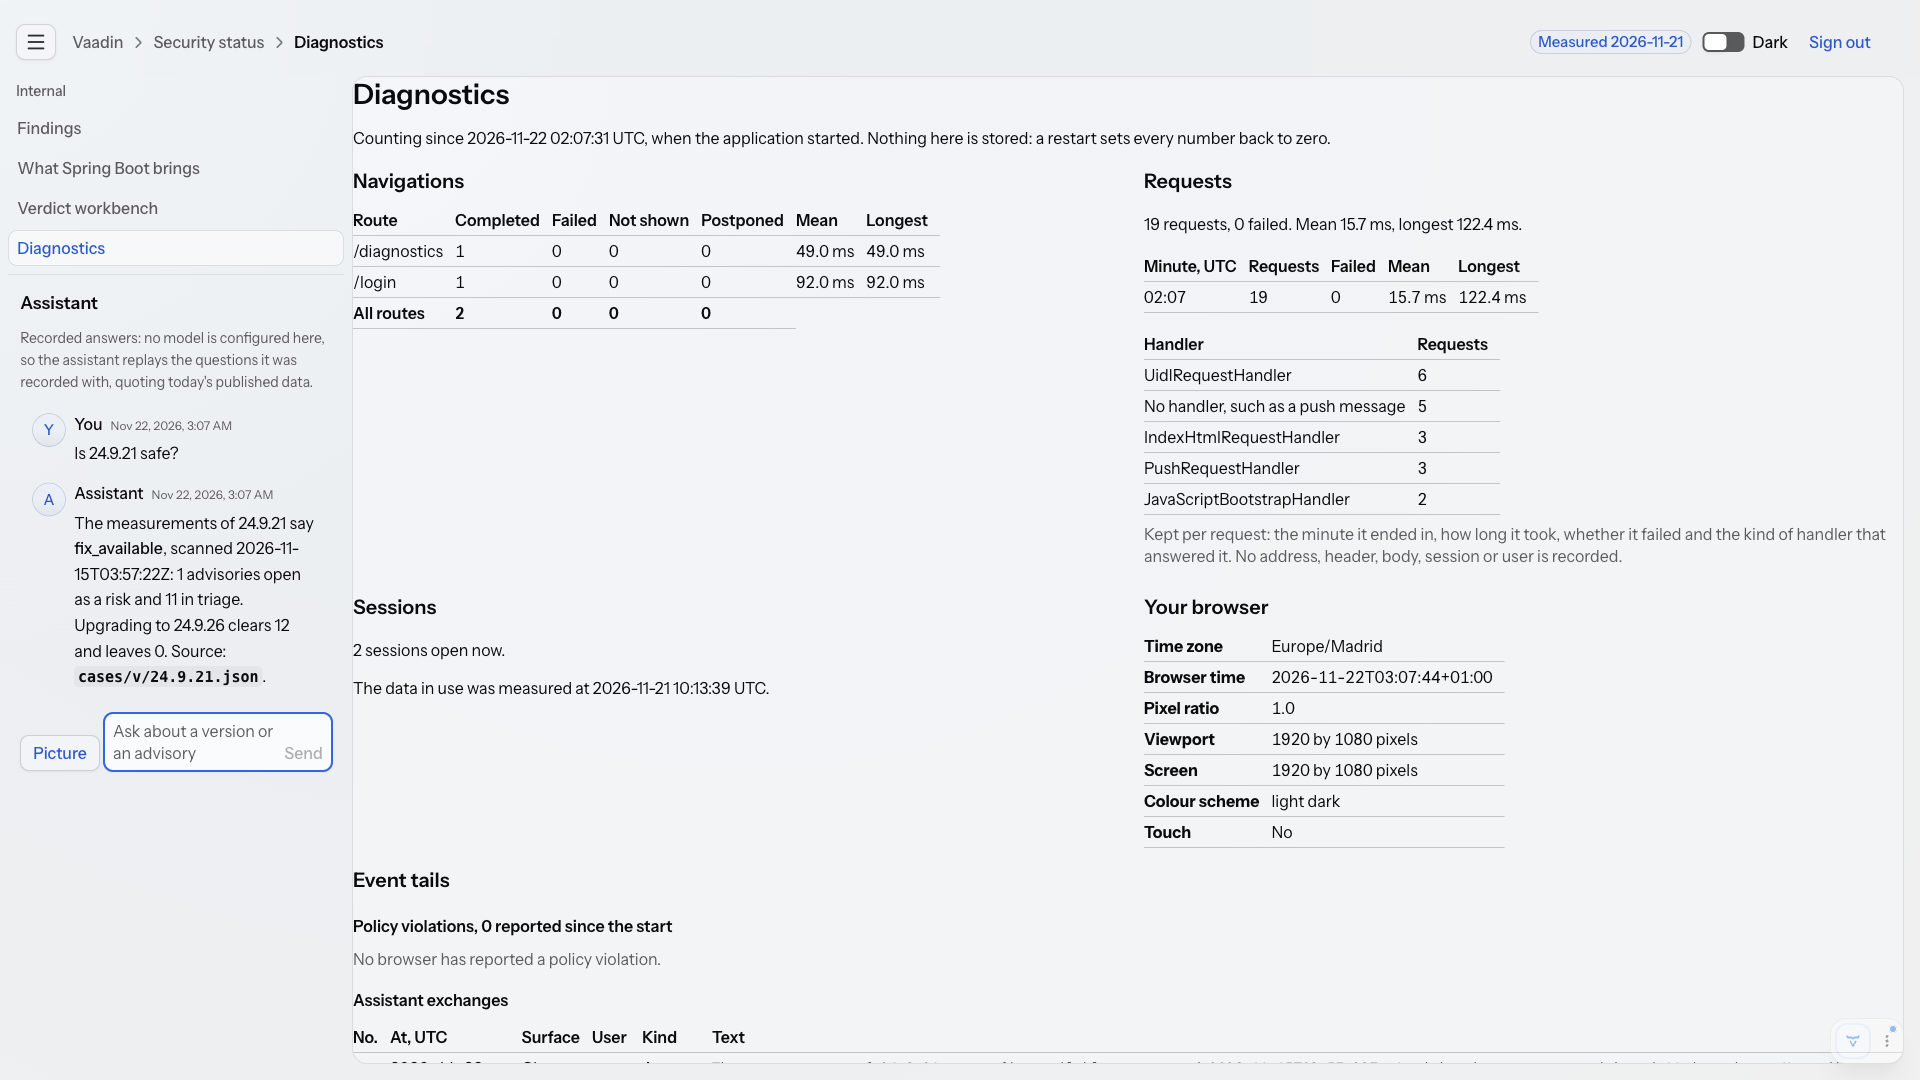 Vaadin > Security status > Diagnostics
Measured 2026-11-21
Dark
Sign out
Internal
Findings
What Spring Boot brings
Verdict workbench
Diagnostics
Assistant
Recorded answers: no model is configured here,
so the assistant replays the questions it was
recorded with, quoting today's published data.
Y
You Nov 22, 2026, 3:07 AM
Is 24.9.21 safe?
A
Assistant Nov 22, 2026, 3:07 AM
The measurements of 24.9.21 say
fix_available, scanned 2026-11-
15T03:57:22Z: 1 advisories open
as a risk and 11 in triage.
Upgrading to 24.9.26 clears 12
and leaves 0. Source:
cases/v/24.9.21.json.
Picture
Ask about a version or
an advisory
Send
Diagnostics
Counting since 2026-11-22 02:07:31 UTC, when the application started. Nothing here is stored: a restart sets every number back to zero.
Navigations
Route Completed Failed Not shown Postponed Mean Longest
/diagnostics 1 0 0 0 49.0 ms 49.0 ms
/login 1 0 0 0 92.0 ms 92.0 ms
All routes 2 0 0 0
Requests
19 requests, 0 failed. Mean 15.7 ms, longest 122.4 ms.
Minute, UTC Requests Failed Mean Longest
02:07 19 0 15.7 ms 122.4 ms
Handler Requests
UidlRequestHandler 6
No handler, such as a push message 5
IndexHtmlRequestHandler 3
PushRequestHandler 3
JavaScriptBootstrapHandler 2
Kept per request: the minute it ended in, how long it took, whether it failed and the kind of handler that
answered it. No address, header, body, session or user is recorded.
Sessions
2 sessions open now.
The data in use was measured at 2026-11-21 10:13:39 UTC.
Your browser
Time zone Europe/Madrid
Browser time 2026-11-22T03:07:44+01:00
Pixel ratio 1.0
Viewport 1920 by 1080 pixels
Screen 1920 by 1080 pixels
Colour scheme light dark
Touch No
Event tails
Policy violations, 0 reported since the start
No browser has reported a policy violation.
Assistant exchanges
No. At, UTC Surface User Kind Text